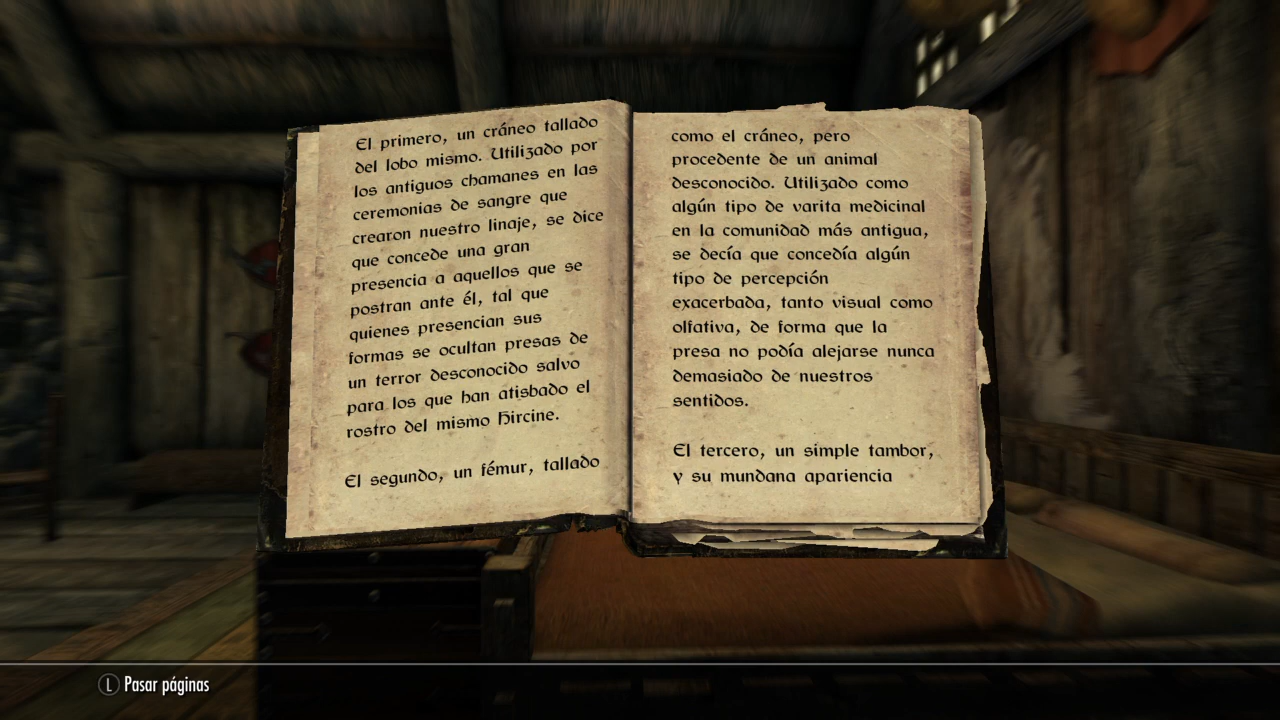 El primero, un cráneo tallado
del lobo mismo. Utilizado por
los antiguos chamanes en las
ceremonias de sangre que
crearon nuestro linaje, se dice
que concede una gran
presencia a aquellos que se
postran ante él, tal que
quienes presencian sus
formas se ocultan presas de
un terror desconocido salvo
para los que han atisbado el
rostro del mismo Hircine.
El segundo, un fémur, tallado
como el cráneo, pero
procedente de un animal
desconocido. Utilizado como
algún tipo de varita medicinal
en la comunidad más antigua,
se decía que concedía algún
tipo de percepción
exacerbada, tanto visual como
olfativa, de forma que la
presa no podía alejarse nunca
demasiado de nuestros
sentidos.
El tercero, un simple tambor,
y su mundana apariencia
L Pasar páginas